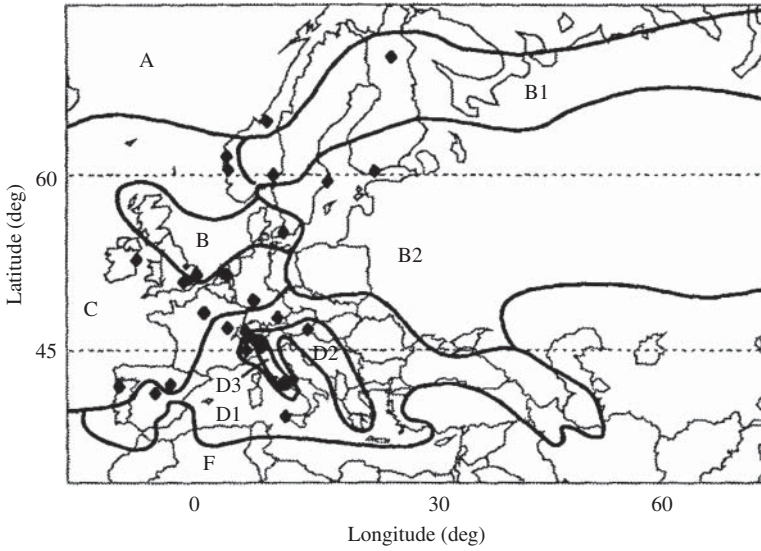 A
B1
60
B
B2
C
45
D2
D3
D1
F
0
30
60
Longitude (deg)
Latitude (deg)